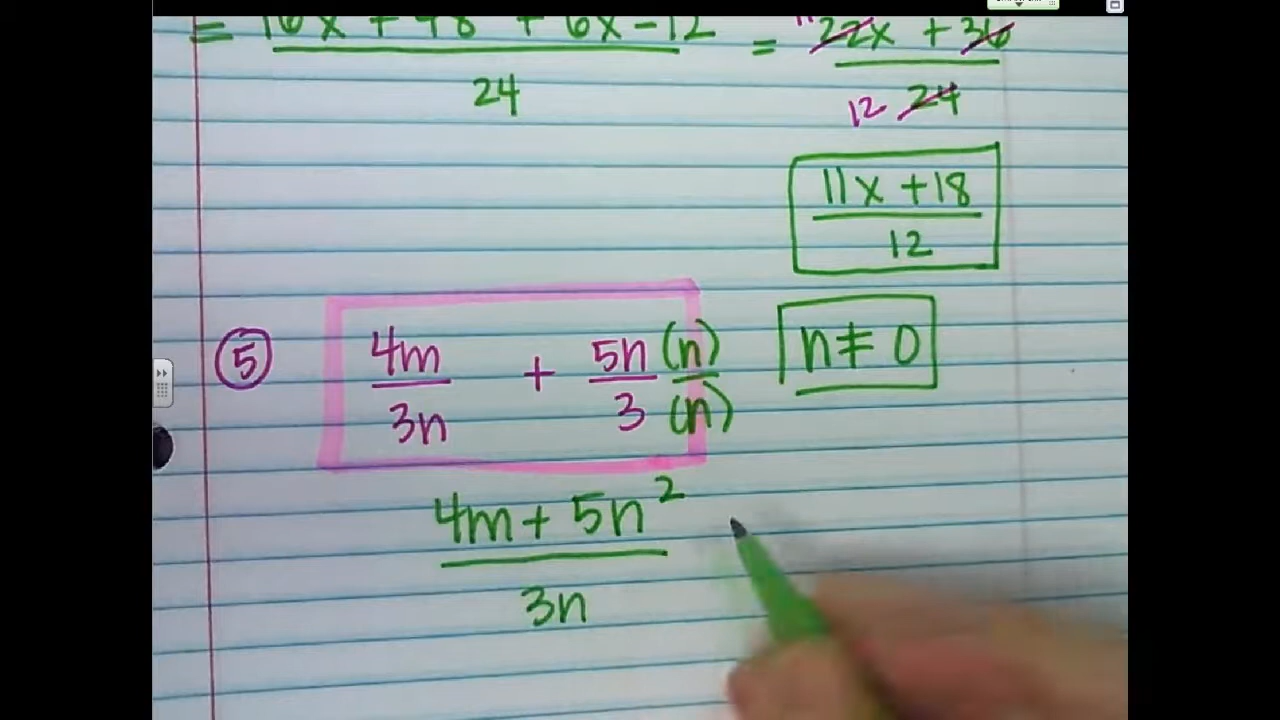 = 16x + 48 + 6x - 12 / 24 = 11 22x + 36 / 12 24
11x + 18 / 12
5 4m / 3n + 5n (n) / 3 (n) n ≠ 0
4m + 5n² / 3n